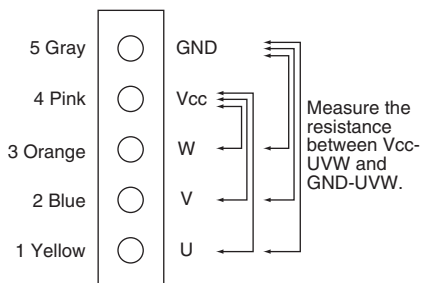 5 Gray GND
4 Pink Vcc
3 Orange W
2 Blue V
1 Yellow U
Measure the
resistance
between Vcc-
UVW and
GND-UVW.